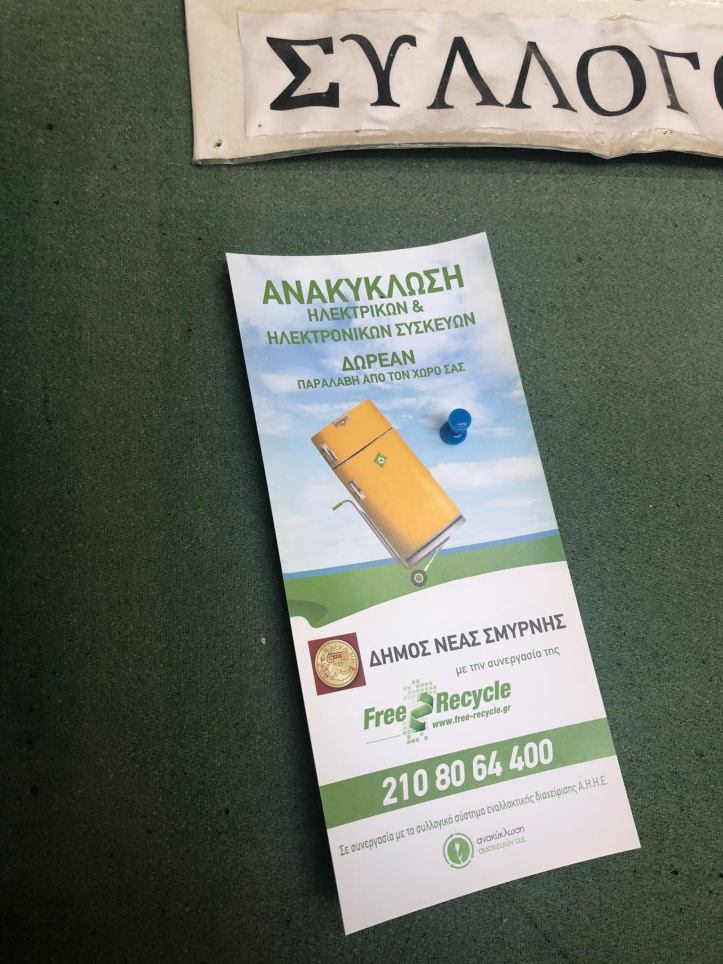 ΣΥΛΛΟΓΟ
ΑΝΑΚΥΚΛΩΣΗ
ΗΛΕΚΤΡΙΚΩΝ &
ΗΛΕΚΤΡΟΝΙΚΩΝ ΣΥΣΚΕΥΩΝ
ΔΩΡΕΑΝ
ΠΑΡΑΛΑΒΗ ΑΠΟ ΤΟΝ ΧΩΡΟ ΣΑΣ
ΔΗΜΟΣ ΝΕΑΣ ΣΜΥΡΝΗΣ
με την συνεργασία της
Free Recycle
www.free-recycle.gr
210 80 64 400
Σε συνεργασία με το συλλογικό σύστημα εναλλακτικής διαχείρισης Α.Η.Η.Ε.
ανακύκλωση
συσκευών α.ε.